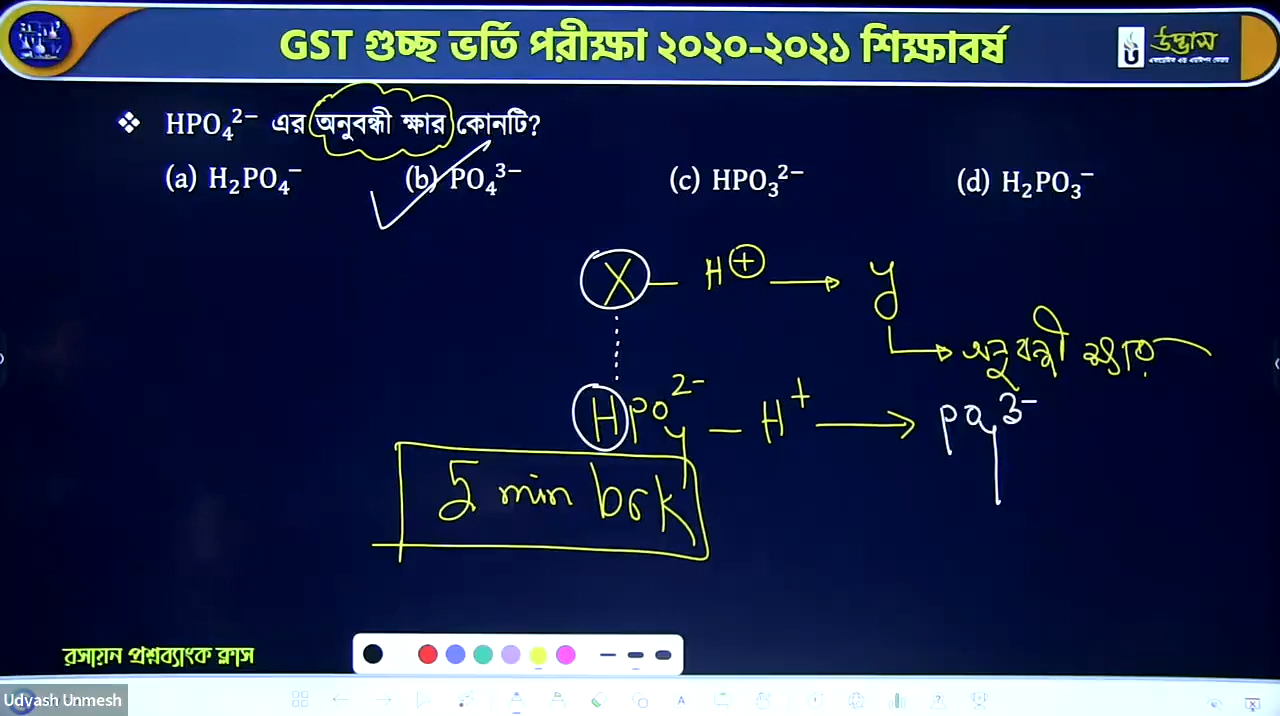 GST গুচ্ছ ভর্তি পরীক্ষা ২০২০-২০২১ শিক্ষাবর্ষ
উদ্ভাস
❖ HPO₄²⁻ এর অনুবন্ধী ক্ষার কোনটি?
(a) H₂PO₄⁻ (b) PO₄³⁻ (c) HPO₃²⁻ (d) H₂PO₃⁻
X – H⊕ → y
অনুবন্ধী ক্ষার
HPO₄²⁻ – H⁺ → PO₄³⁻
5 min brk
রসায়ন প্রশ্নব্যাংক ক্লাস
Udvash Unmesh